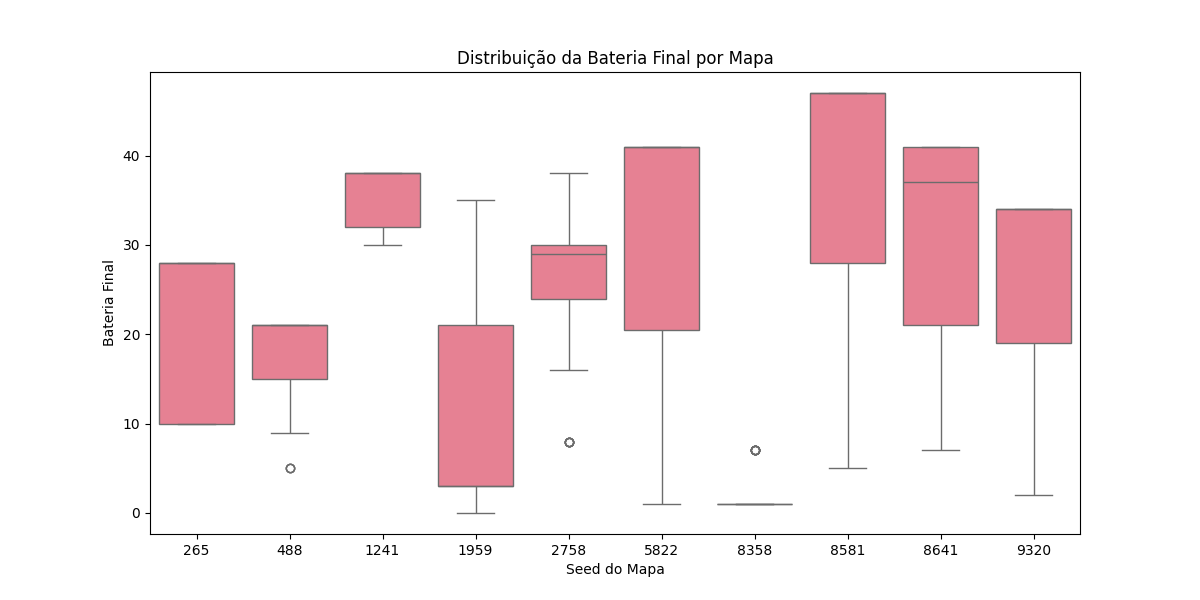 Distribuição da Bateria Final por Mapa
Bateria Final
40
30
20
10
0
265 488 1241 1959 2758 5822 8358 8581 8641 9320
Seed do Mapa